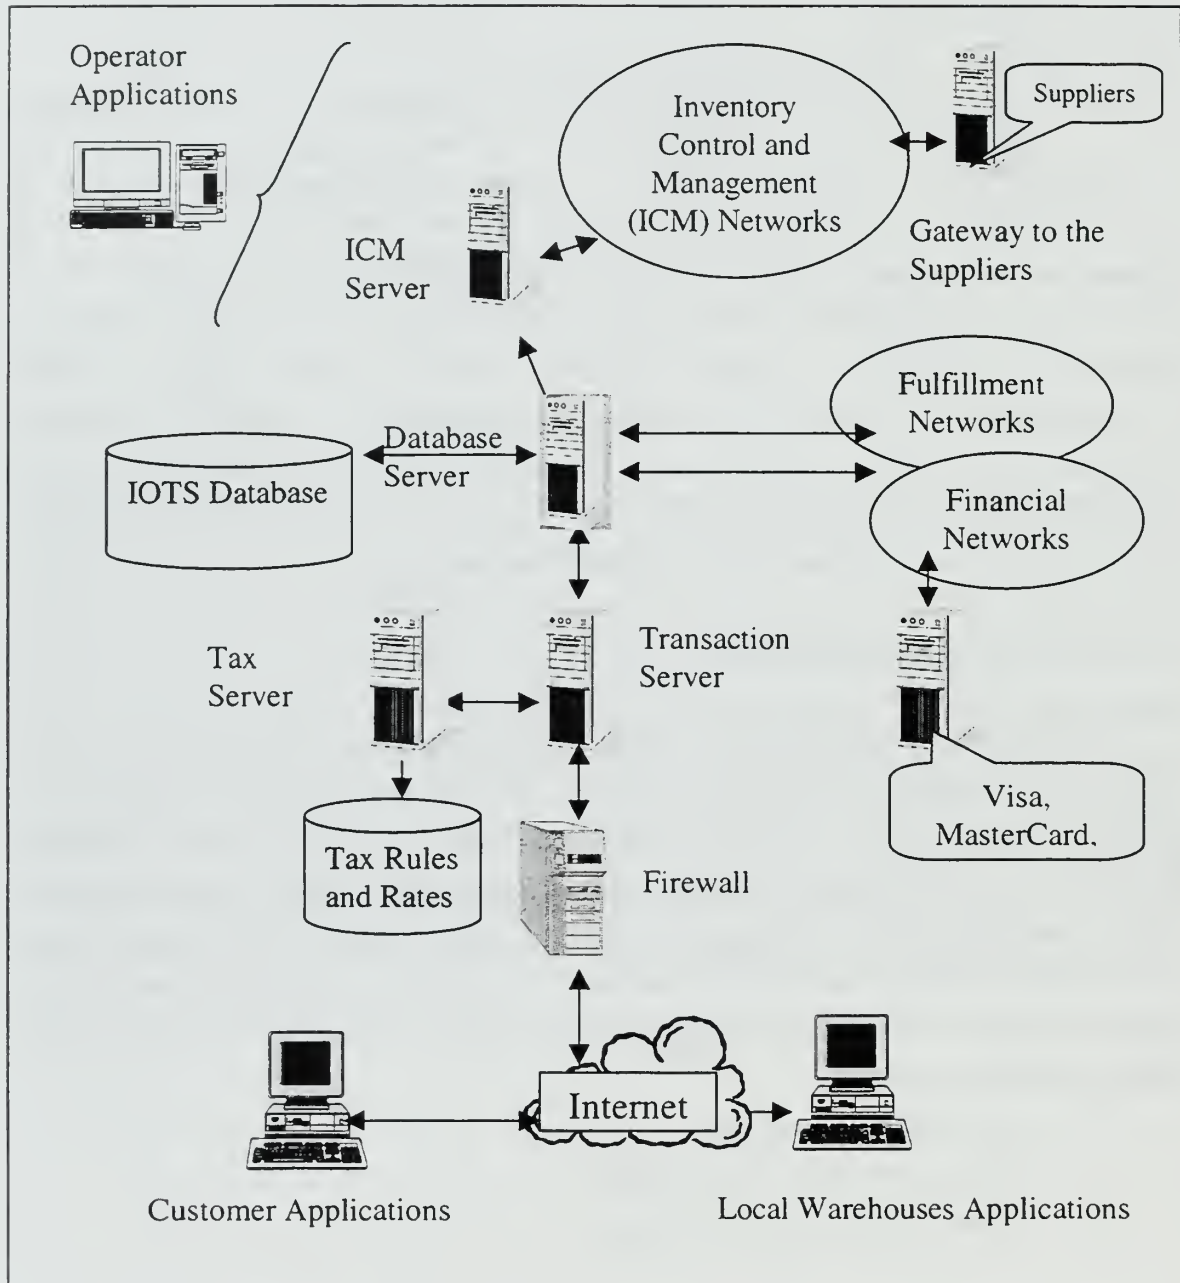 Operator
Applications
Inventory
Control and
Management
(ICM) Networks
Suppliers
ICM
Server
Gateway to the
Suppliers
Fulfillment
Networks
Database
Server
IOTS Database
Financial
Networks
Tax
Server
Transaction
Server
Visa,
MasterCard,
Tax Rules
and Rates
Firewall
Internet
Customer Applications
Local Warehouses Applications